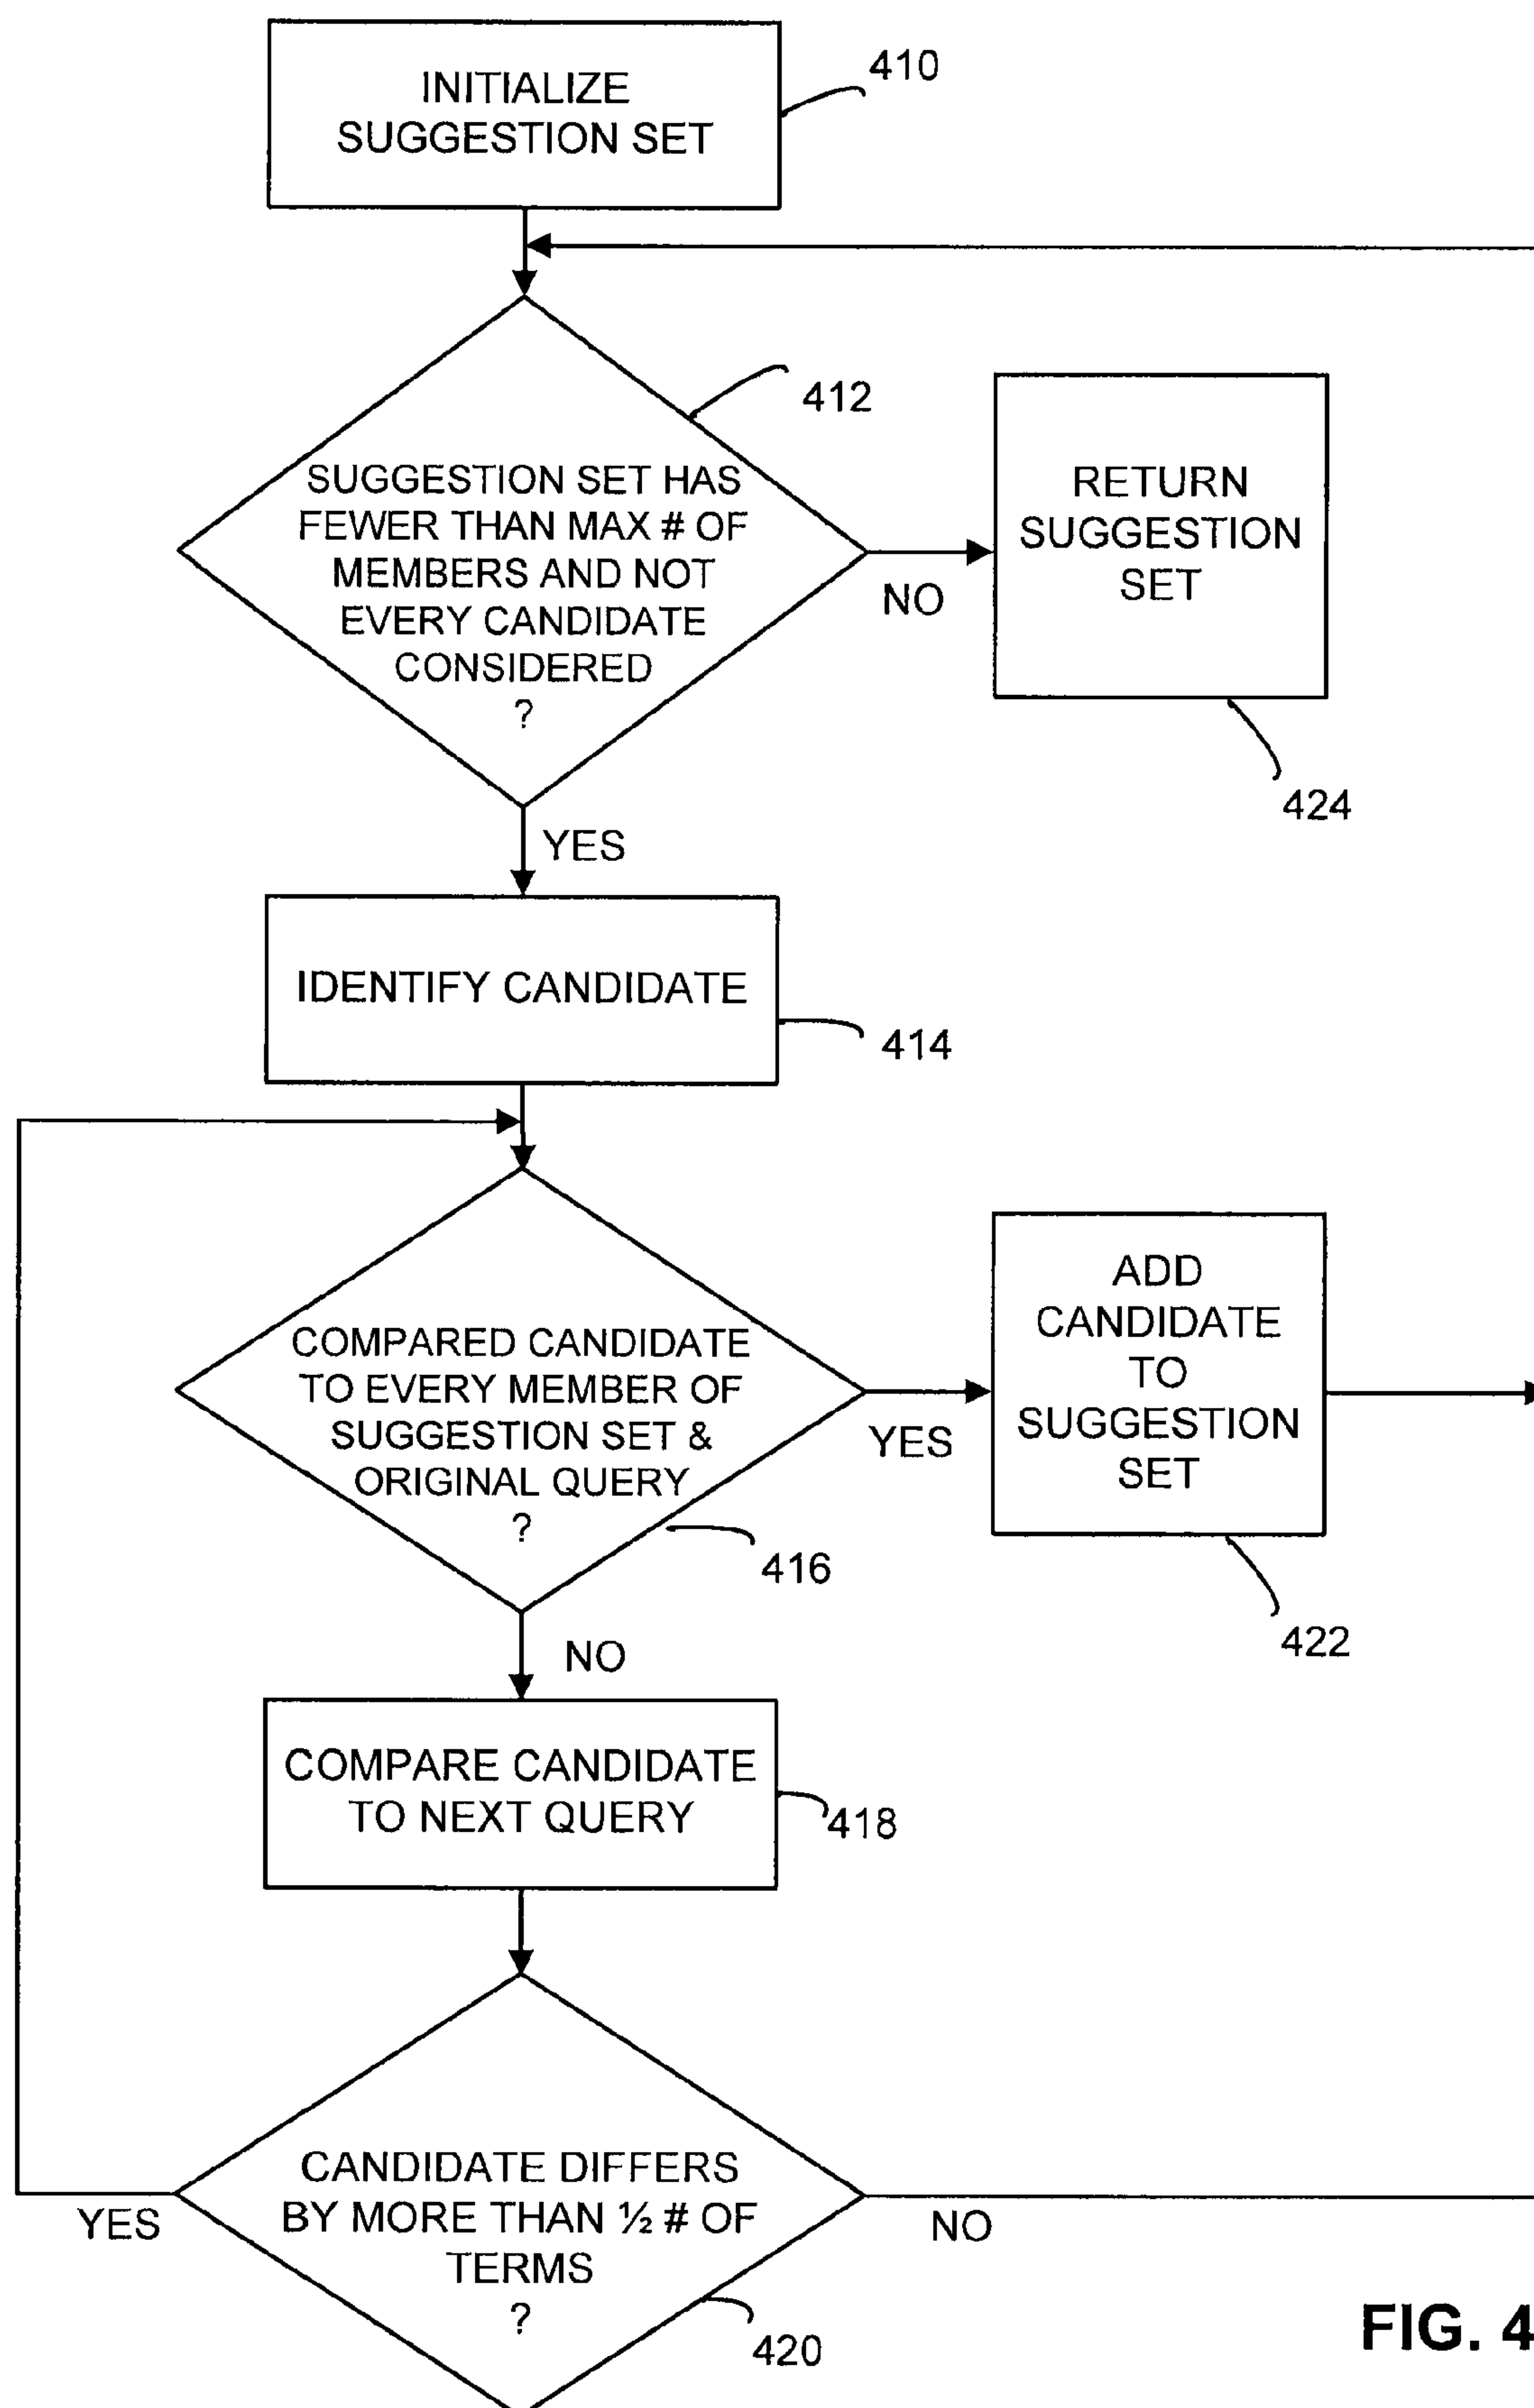 INITIALIZE
SUGGESTION SET
410
412
SUGGESTION SET HAS
FEWER THAN MAX # OF
MEMBERS AND NOT
EVERY CANDIDATE
CONSIDERED
?
NO
RETURN
SUGGESTION
SET
424
YES
IDENTIFY CANDIDATE
414
COMPARED CANDIDATE
TO EVERY MEMBER OF
SUGGESTION SET &
ORIGINAL QUERY
?
416
YES
ADD
CANDIDATE
TO
SUGGESTION
SET
422
NO
COMPARE CANDIDATE
TO NEXT QUERY
418
CANDIDATE DIFFERS
BY MORE THAN ½ # OF
TERMS
?
YES
NO
420
FIG. 4